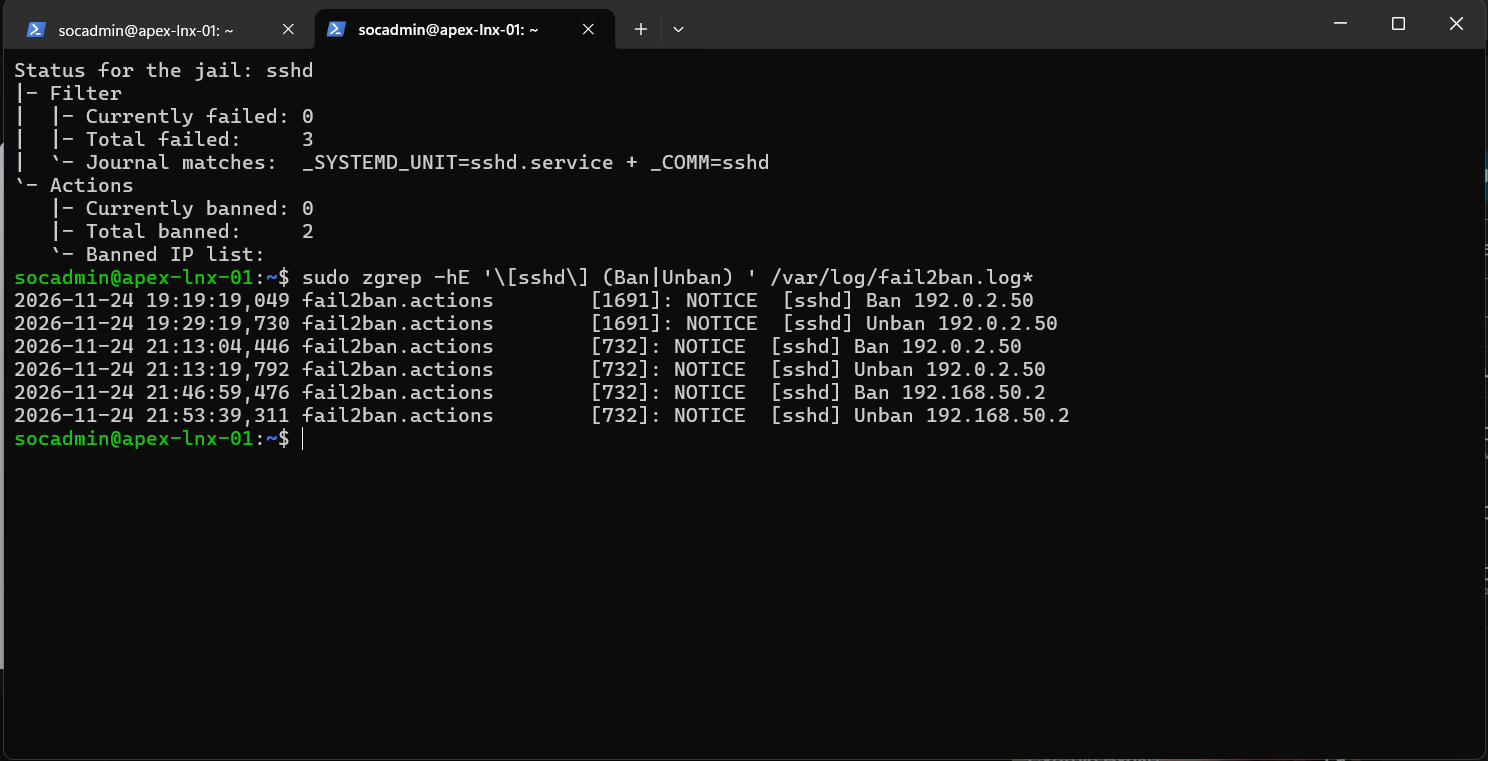 socadmin@apex-lnx-01: ~
socadmin@apex-lnx-01: ~
Status for the jail: sshd
|- Filter
|  |- Currently failed: 0
|  |- Total failed:     3
|  `- Journal matches:  _SYSTEMD_UNIT=sshd.service + _COMM=sshd
`- Actions
   |- Currently banned: 0
   |- Total banned:     2
   `- Banned IP list:
socadmin@apex-lnx-01:~$ sudo zgrep -hE '\[sshd\] (Ban|Unban) ' /var/log/fail2ban.log*
2026-11-24 19:19:19,049 fail2ban.actions        [1691]: NOTICE  [sshd] Ban 192.0.2.50
2026-11-24 19:29:19,730 fail2ban.actions        [1691]: NOTICE  [sshd] Unban 192.0.2.50
2026-11-24 21:13:04,446 fail2ban.actions        [732]: NOTICE  [sshd] Ban 192.0.2.50
2026-11-24 21:13:19,792 fail2ban.actions        [732]: NOTICE  [sshd] Unban 192.0.2.50
2026-11-24 21:46:59,476 fail2ban.actions        [732]: NOTICE  [sshd] Ban 192.168.50.2
2026-11-24 21:53:39,311 fail2ban.actions        [732]: NOTICE  [sshd] Unban 192.168.50.2
socadmin@apex-lnx-01:~$